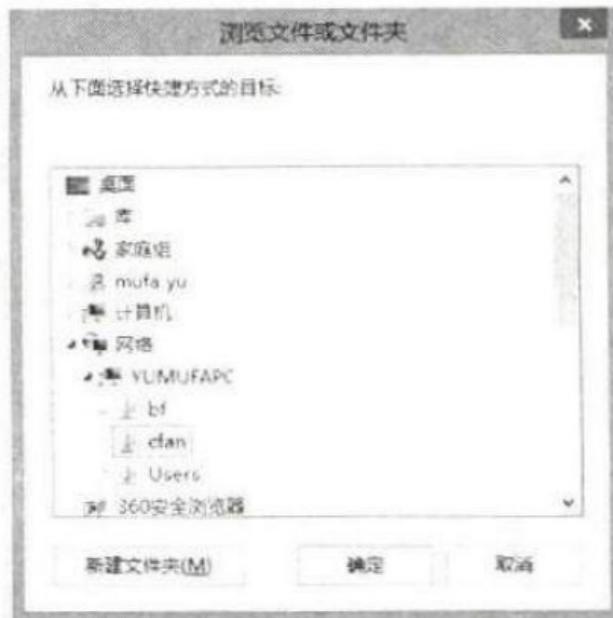 浏览文件或文件夹
从下面选择快捷方式的目标:
桌面
库
家庭组
mufa yu
计算机
网络
YUMUFAPC
bf
cfan
Users
360安全浏览器
新建文件夹(M)
确定
取消